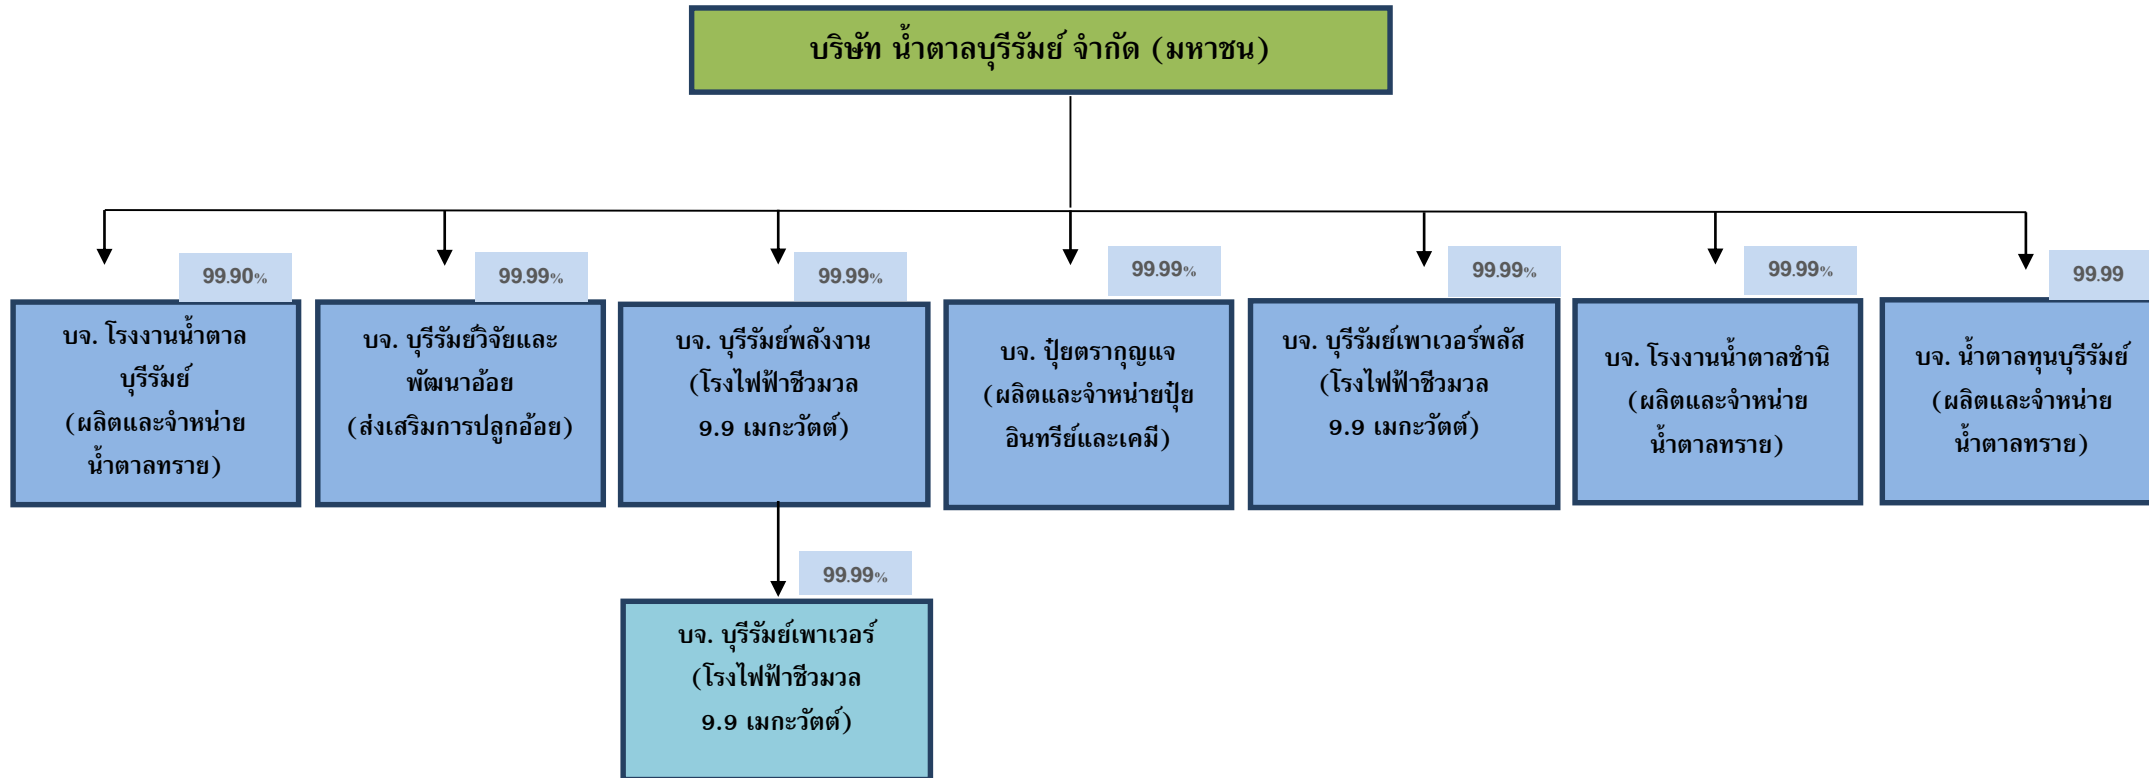 บริษัท น้ำตาลบุรีรัมย์ จำกัด (มหาชน)
99.90%
99.99%
99.99%
99.99%
99.99%
99.99%
99.99
บจ. โรงงานน้ำตาล
บุรีรัมย์
(ผลิตและจำหน่าย
น้ำตาลทราย)
บจ. บุรีรัมย์วิจัยและ
พัฒนาอ้อย
(ส่งเสริมการปลูกอ้อย)
บจ. บุรีรัมย์พลังงาน
(โรงไฟฟ้าชีวมวล
9.9 เมกะวัตต์)
บจ. ปุ๋ยตรากุญแจ
(ผลิตและจำหน่ายปุ๋ย
อินทรีย์และเคมี)
บจ. บุรีรัมย์เพาเวอร์พลัส
(โรงไฟฟ้าชีวมวล
9.9 เมกะวัตต์)
บจ. โรงงานน้ำตาลชำนิ
(ผลิตและจำหน่าย
น้ำตาลทราย)
บจ. น้ำตาลทุนบุรีรัมย์
(ผลิตและจำหน่าย
น้ำตาลทราย)
99.99%
บจ. บุรีรัมย์เพาเวอร์
(โรงไฟฟ้าชีวมวล
9.9 เมกะวัตต์)